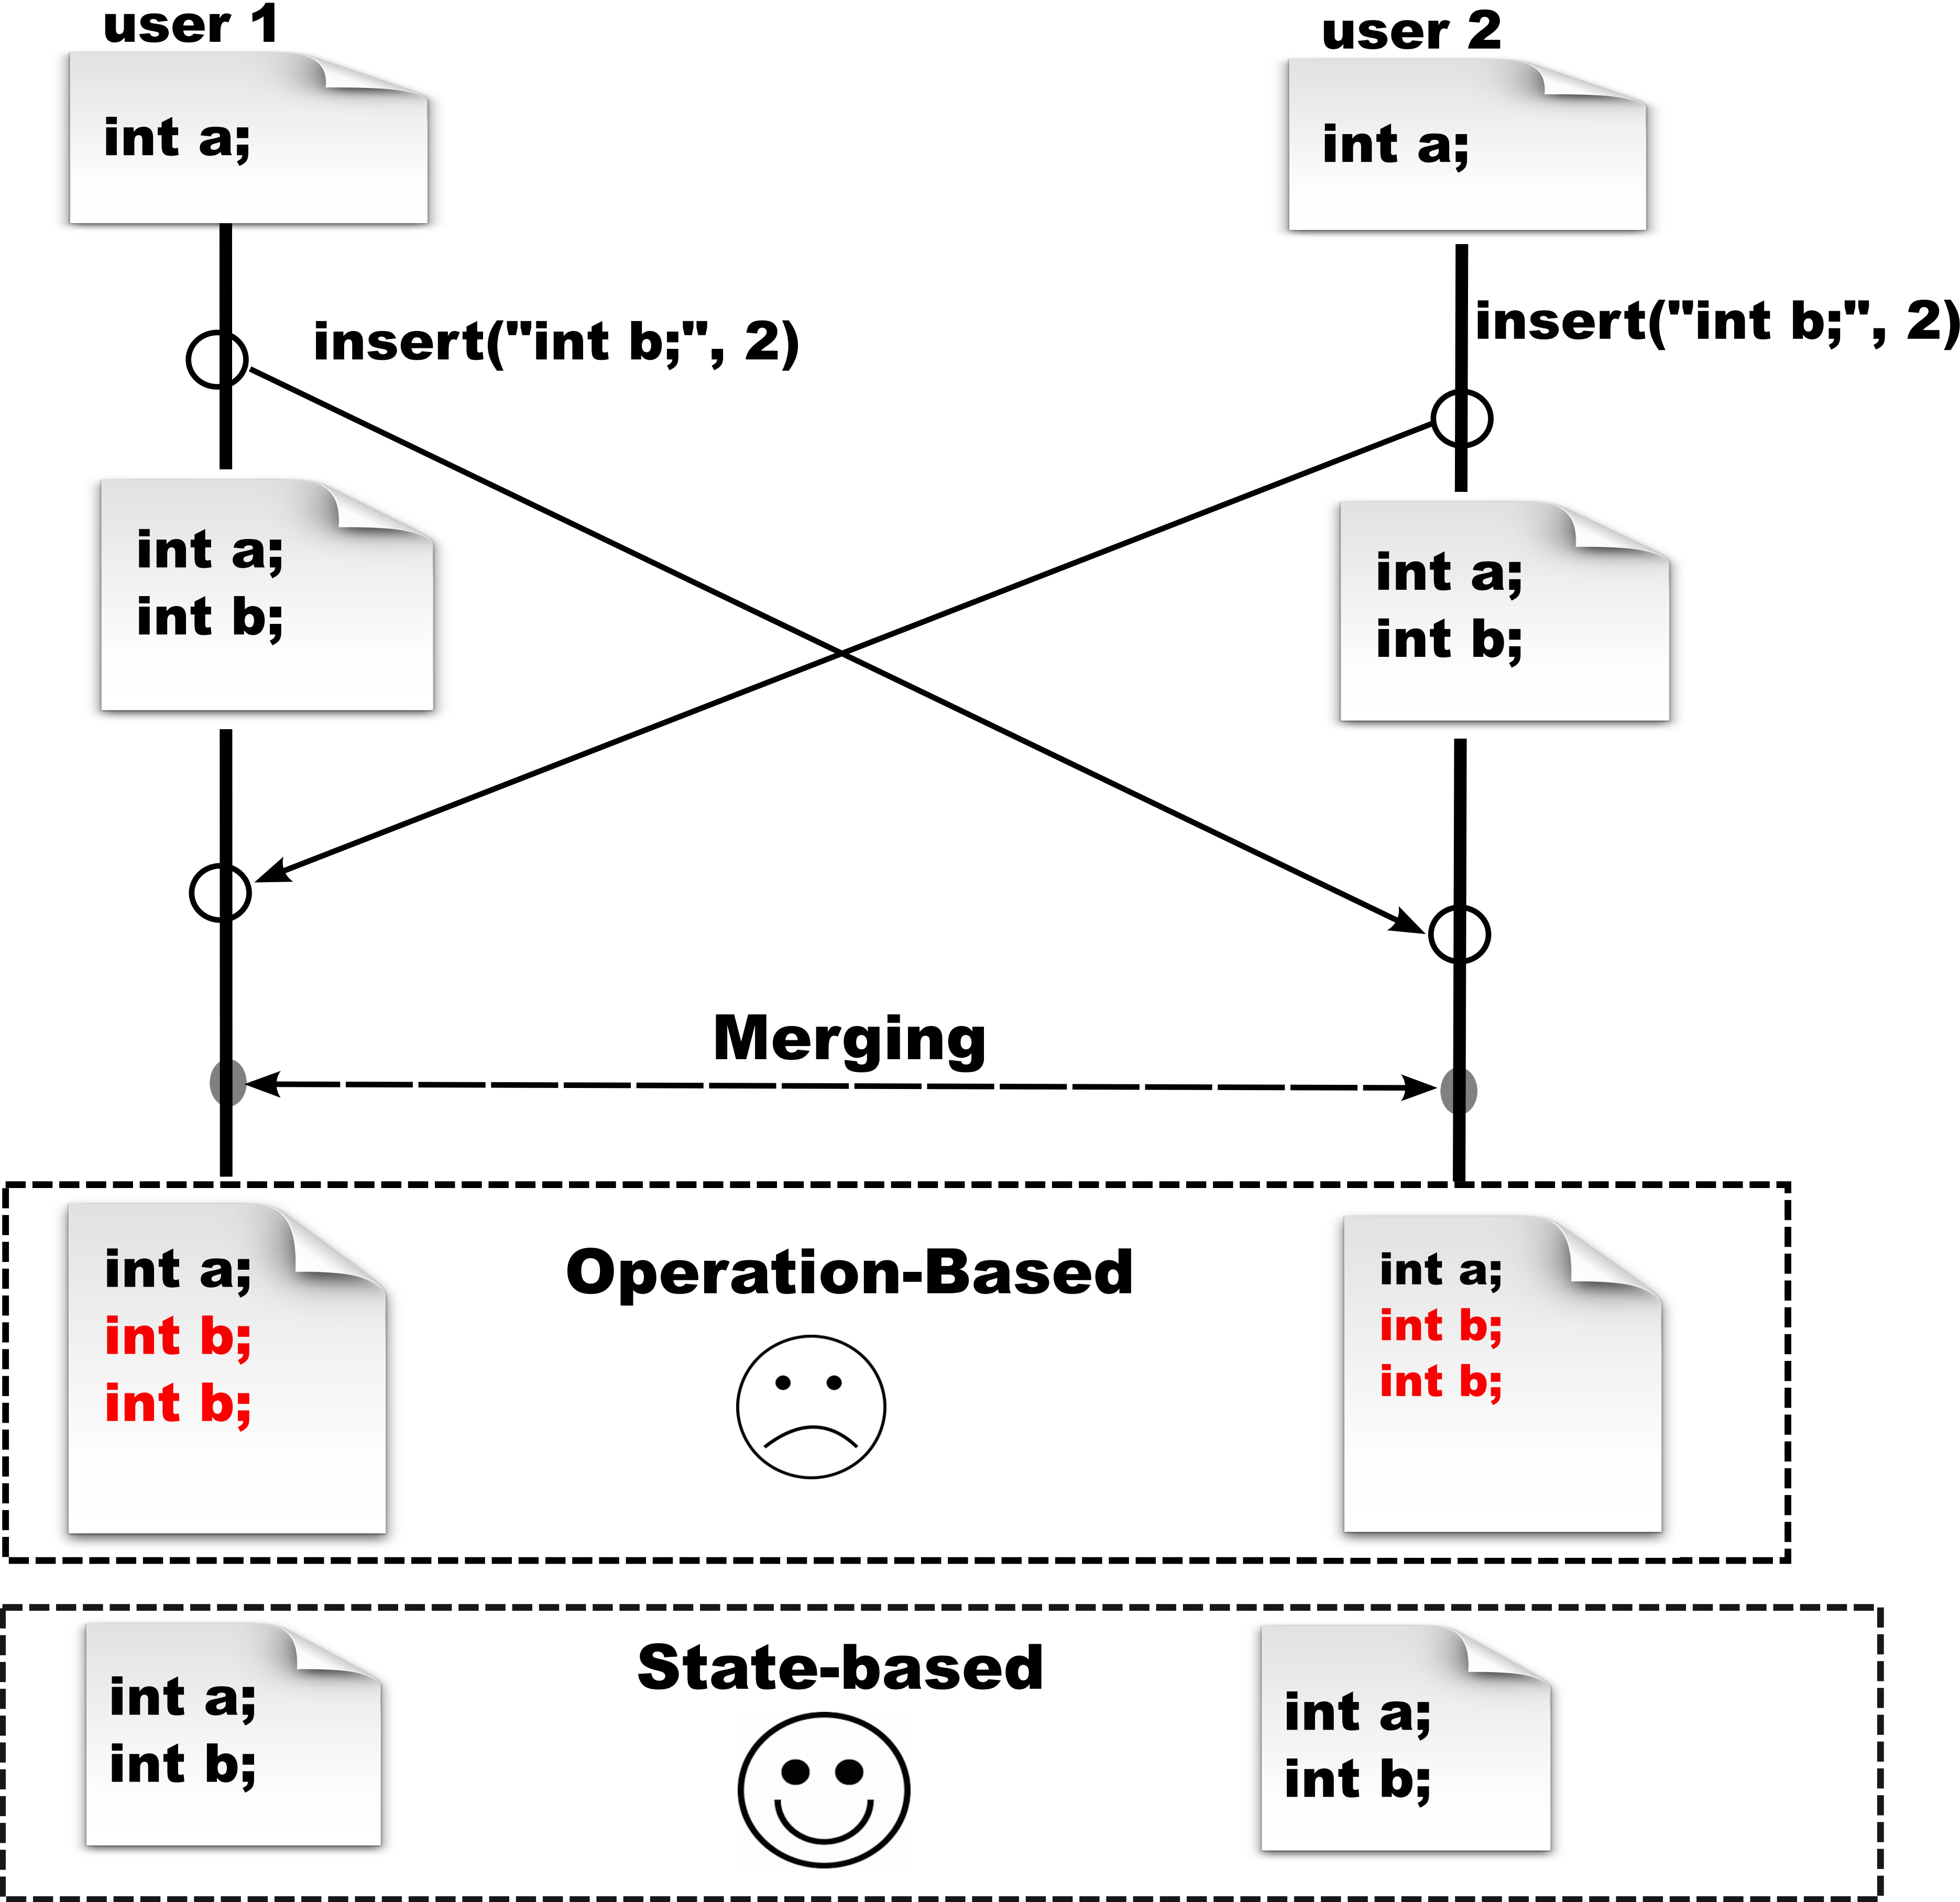 user 1
user 2
int a;
int a;
insert("int b;", 2)
insert("int b;", 2)
int a;
int b;
int a;
int b;
Merging
int a;
int b;
int b;
Operation-Based
int a;
int b;
int b;
int a;
int b;
State-based
int a;
int b;